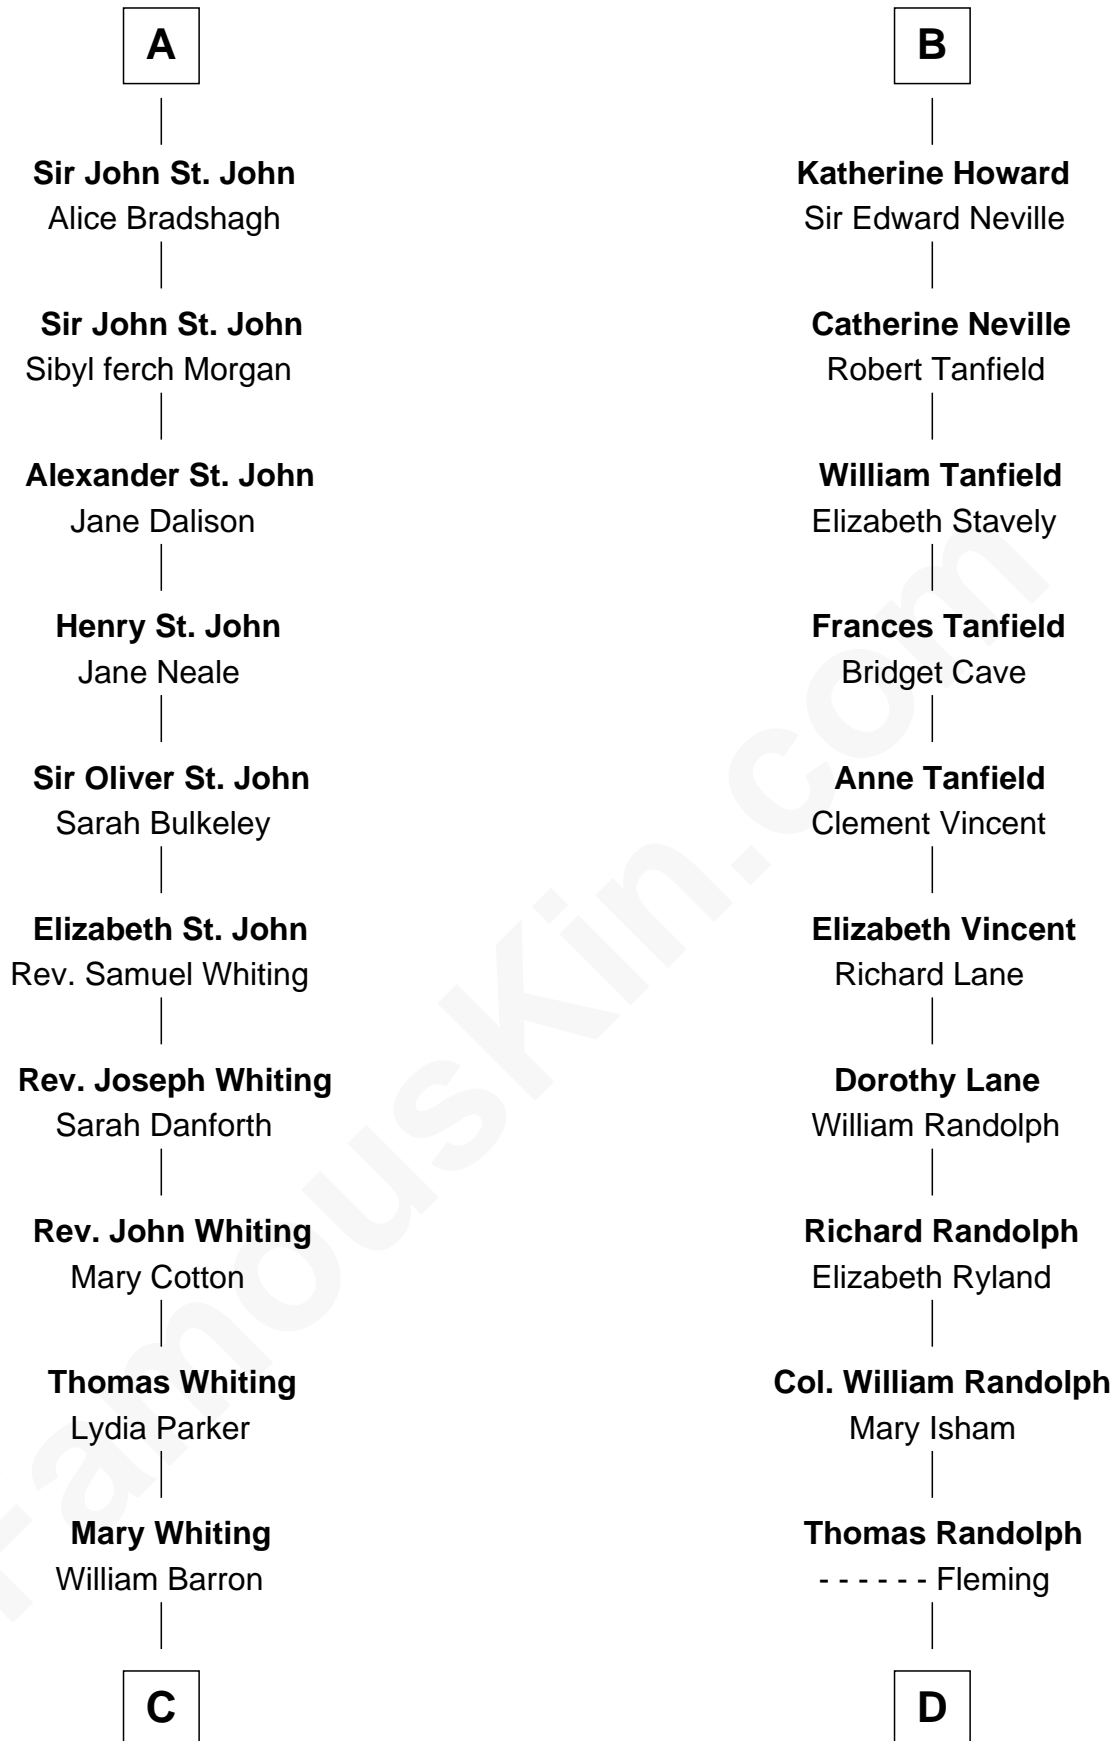 A
Sir John St. John
Alice Bradshagh
Sir John St. John
Sibyl ferch Morgan
Alexander St. John
Jane Dalison
Henry St. John
Jane Neale
Sir Oliver St. John
Sarah Bulkeley
Elizabeth St. John
Rev. Samuel Whiting
Rev. Joseph Whiting
Sarah Danforth
Rev. John Whiting
Mary Cotton
Thomas Whiting
Lydia Parker
Mary Whiting
William Barron
C
B
Katherine Howard
Sir Edward Neville
Catherine Neville
Robert Tanfield
William Tanfield
Elizabeth Stavely
Frances Tanfield
Bridget Cave
Anne Tanfield
Clement Vincent
Elizabeth Vincent
Richard Lane
Dorothy Lane
William Randolph
Richard Randolph
Elizabeth Ryland
Col. William Randolph
Mary Isham
Thomas Randolph
- - - - - - Fleming
D
FamousKin.com